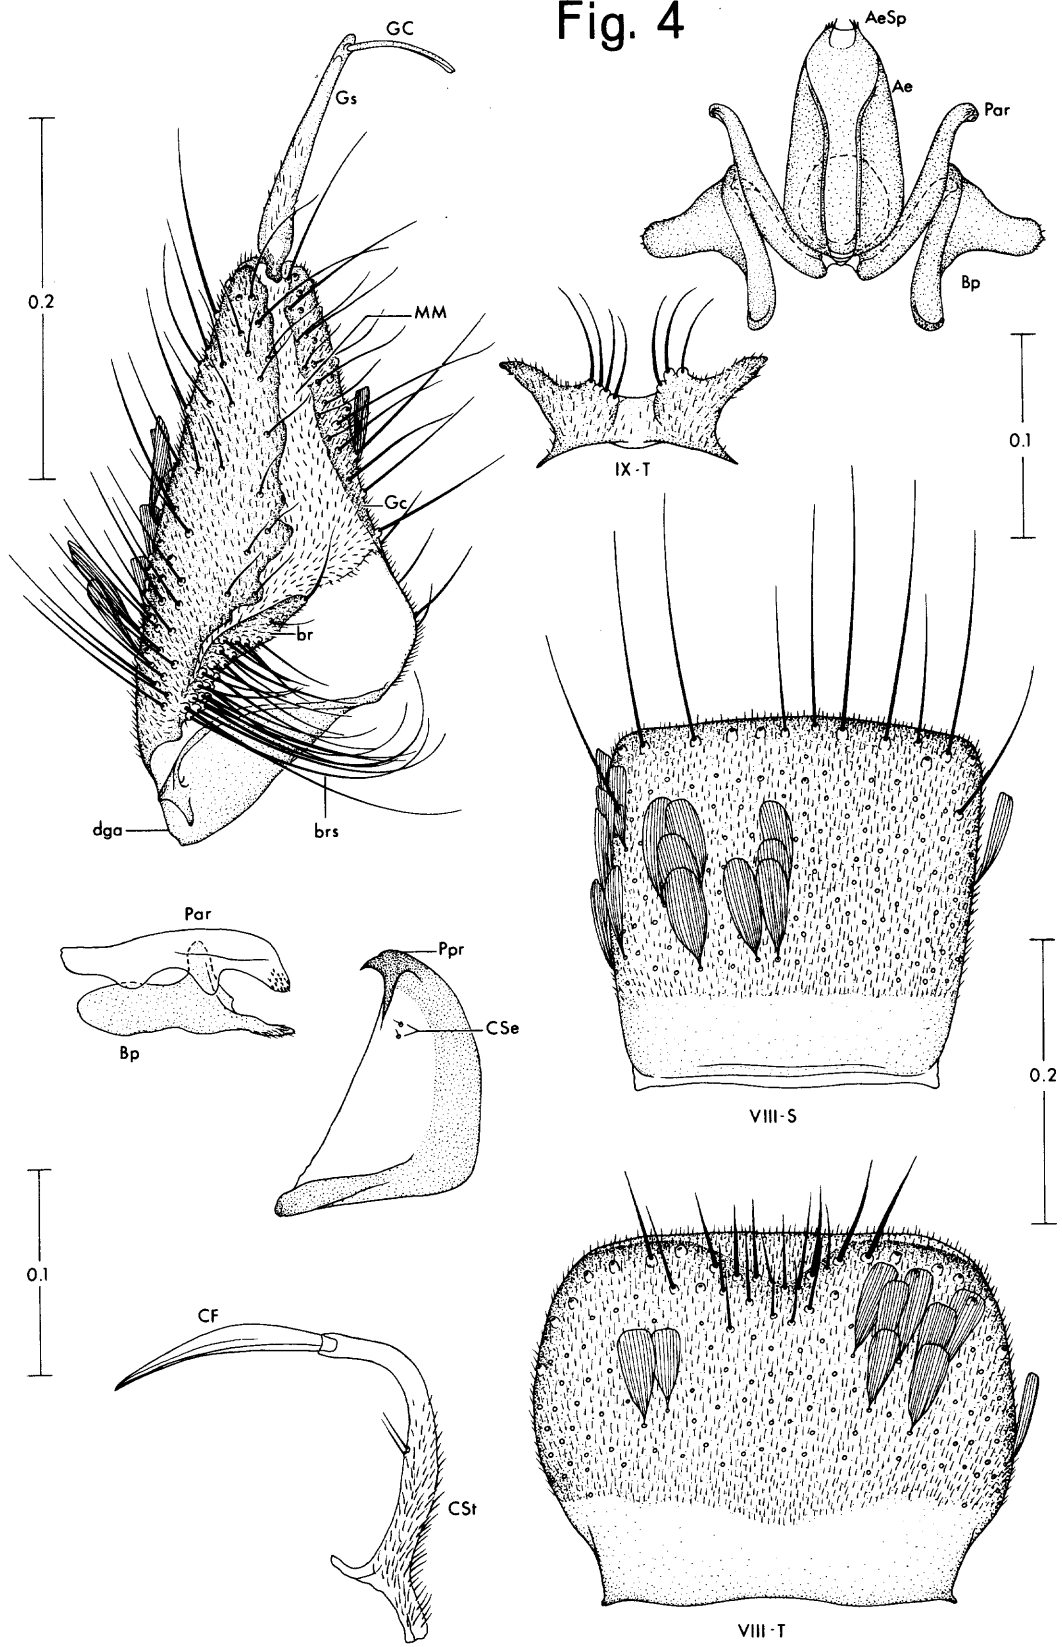 Fig. 4
GC
AeSp
Gs
Ae
Par
0.2
MM
Bp
IX-T
0.1
Gc
br
dga
brs
Par
Ppr
CSe
Bp
VIII-S
0.2
0.1
CF
CSt
VIII-T